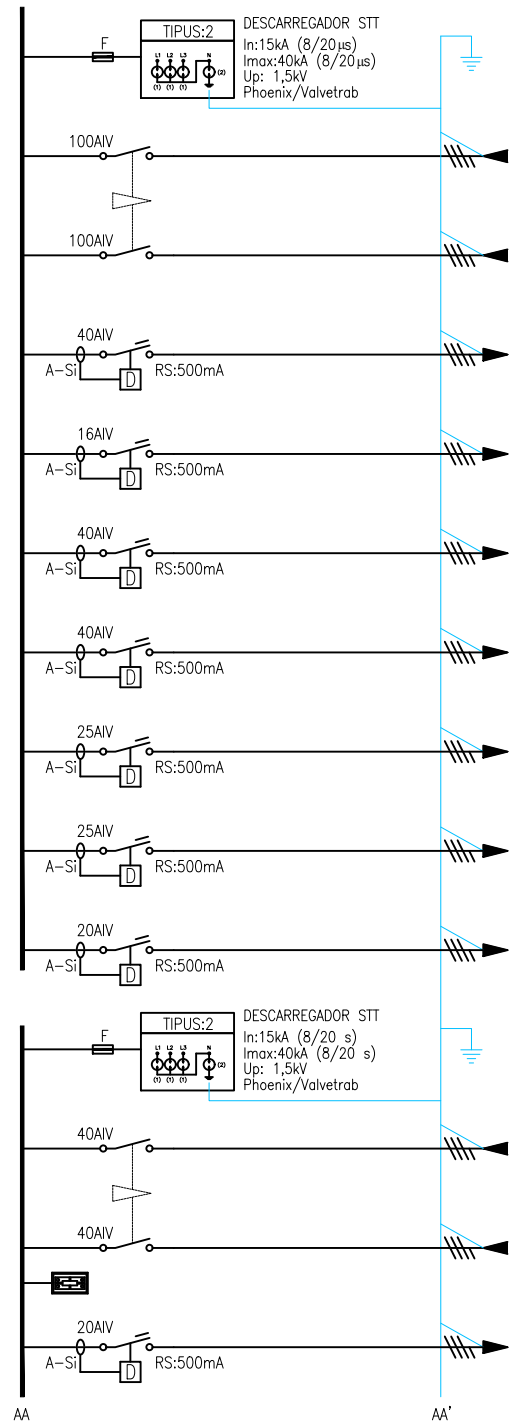 TIPUS:2
DESCARREGADOR STT
In:15kA (8/20µs)
Imax:40kA (8/20µs)
Up: 1,5kV
Phoenix/Valvetrab
F
L1 L2 L3 N
(2)
(1) (1) (1)
100AIV
100AIV
40AIV
A-Si D RS:500mA
16AIV
A-Si D RS:500mA
40AIV
A-Si D RS:500mA
40AIV
A-Si D RS:500mA
25AIV
A-Si D RS:500mA
25AIV
A-Si D RS:500mA
20AIV
A-Si D RS:500mA
TIPUS:2
DESCARREGADOR STT
In:15kA (8/20 s)
Imax:40kA (8/20 s)
Up: 1,5kV
Phoenix/Valvetrab
F
L1 L2 L3 N
(2)
(1) (1) (1)
40AIV
40AIV
20AIV
A-Si D RS:500mA
AA AA'